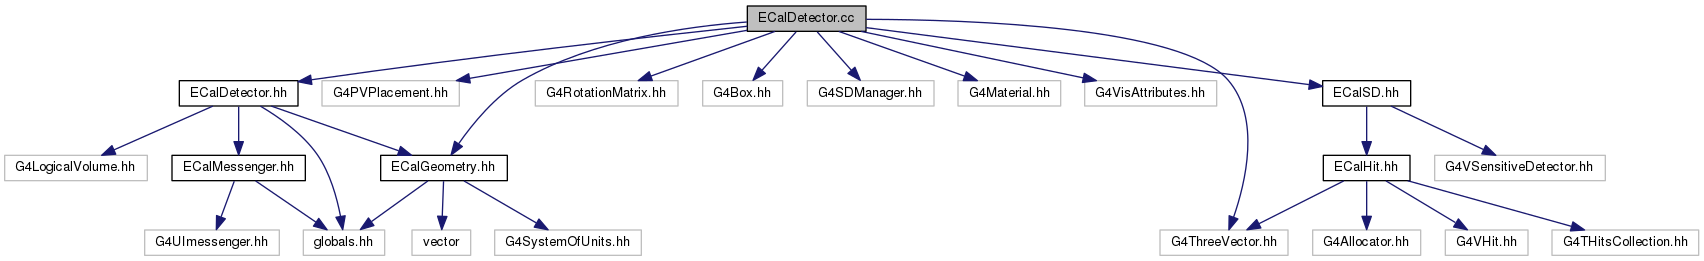 ECalDetector.cc
ECalDetector.hh
G4PVPlacement.hh
G4RotationMatrix.hh
G4Box.hh
G4SDManager.hh
G4Material.hh
G4VisAttributes.hh
ECalSD.hh
G4LogicalVolume.hh
ECalMessenger.hh
ECalGeometry.hh
ECalHit.hh
G4VSensitiveDetector.hh
G4UImessenger.hh
globals.hh
vector
G4SystemOfUnits.hh
G4ThreeVector.hh
G4Allocator.hh
G4VHit.hh
G4THitsCollection.hh